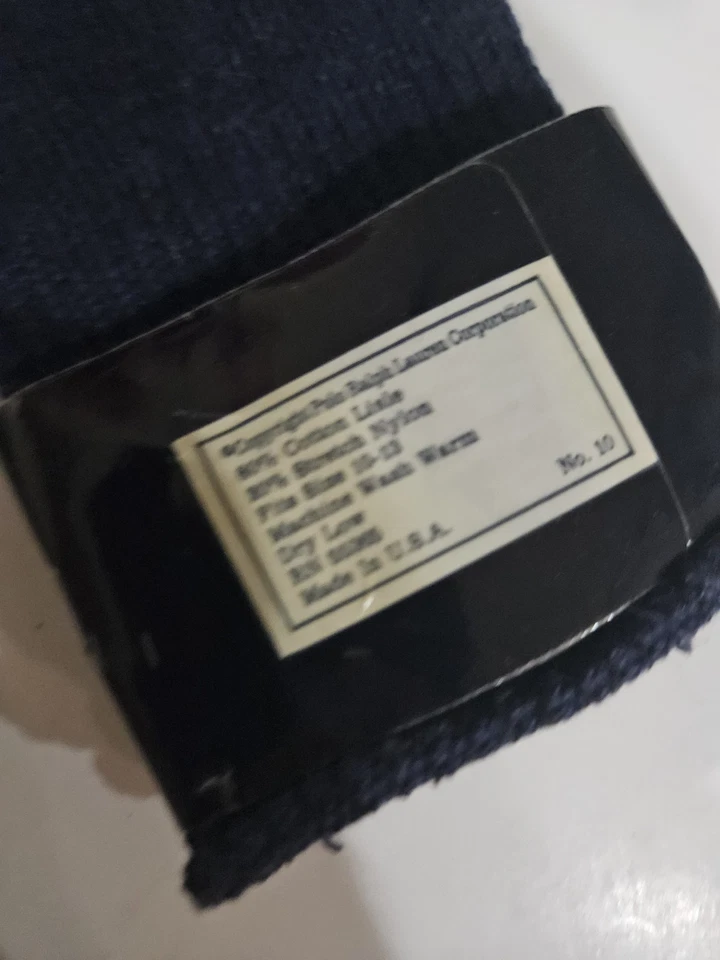 ©Copyright Polo Ralph Lauren Corporation
80% Cotton Lisle
20% Stretch Nylon
Fits Size 10-13
Machine Wash Warm
Dry Low
RN
Made In U.S.A.
No. 10